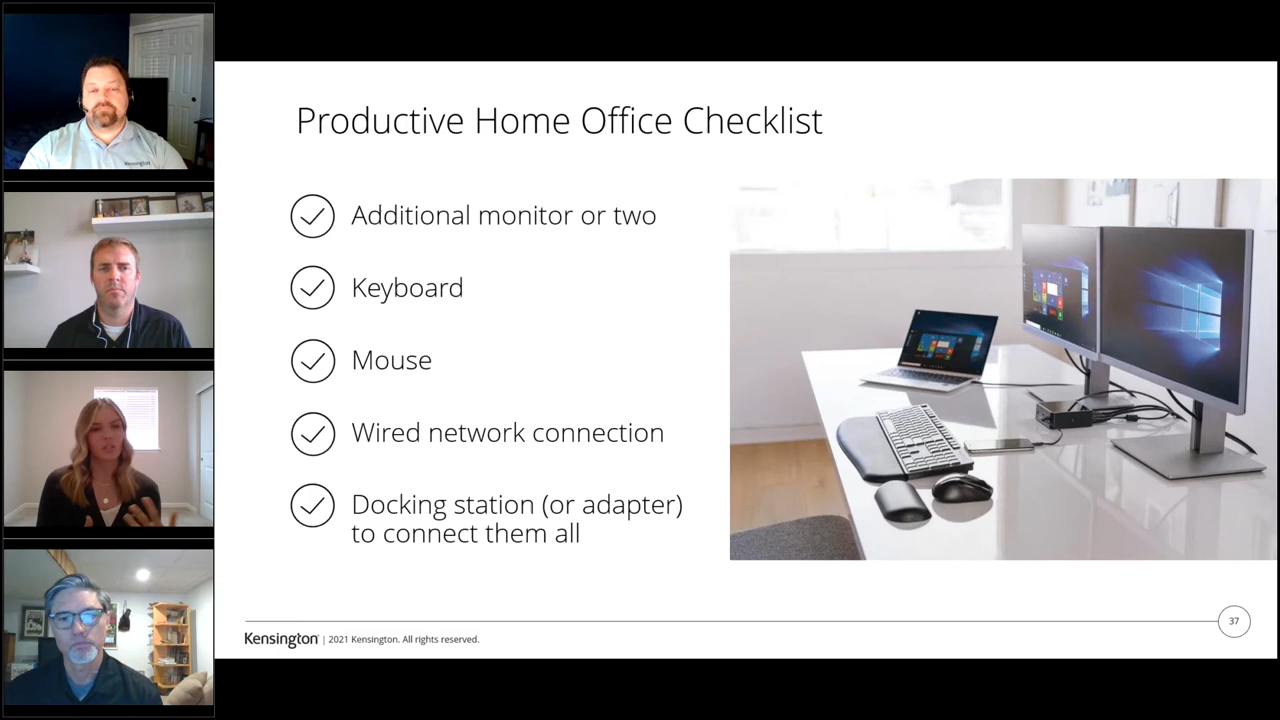 Productive Home Office Checklist
Additional monitor or two
Keyboard
Mouse
Wired network connection
Docking station (or adapter)
to connect them all
Kensington | 2021 Kensington. All rights reserved.
37
Kensington